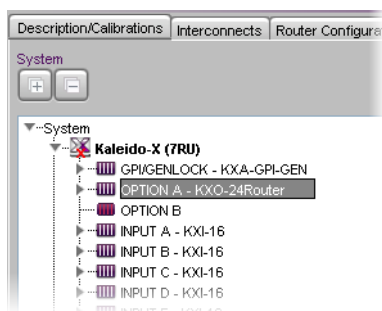 Description/Calibrations Interconnects Router Configura
System
System
Kaleido-X (7RU)
GPI/GENLOCK - KXA-GPI-GEN
OPTION A - KXO-24Router
OPTION B
INPUT A - KXI-16
INPUT B - KXI-16
INPUT C - KXI-16
INPUT D - KXI-16